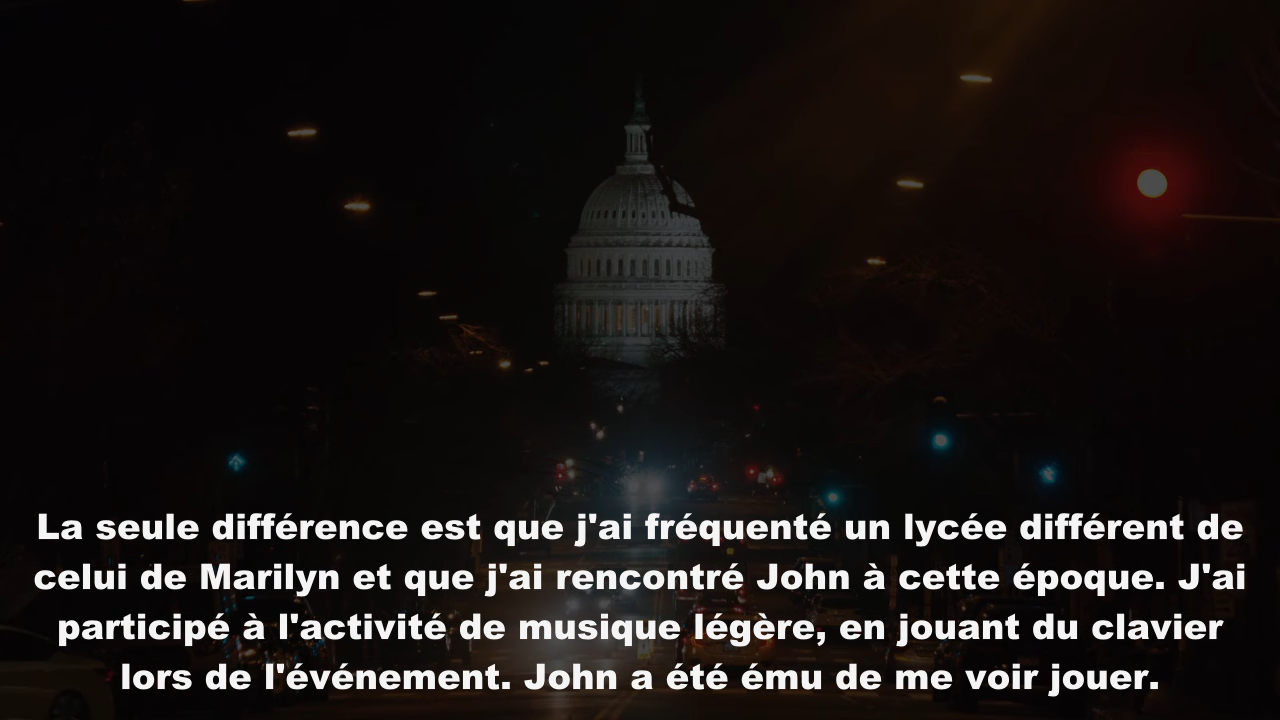 La seule différence est que j'ai fréquenté un lycée différent de
celui de Marilyn et que j'ai rencontré John à cette époque. J'ai
participé à l'activité de musique légère, en jouant du clavier
lors de l'événement. John a été ému de me voir jouer.